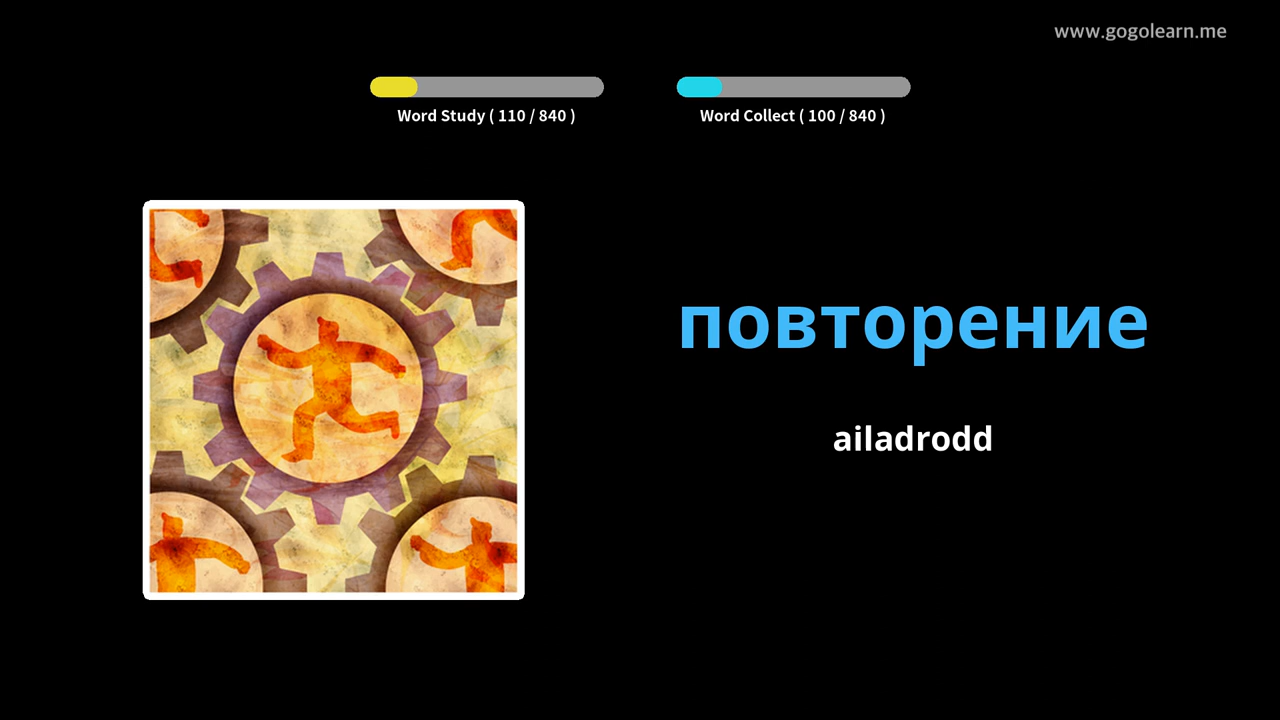 www.gogolearn.me
Word Study ( 110 / 840 )
Word Collect ( 100 / 840 )
повторение
ailadrodd